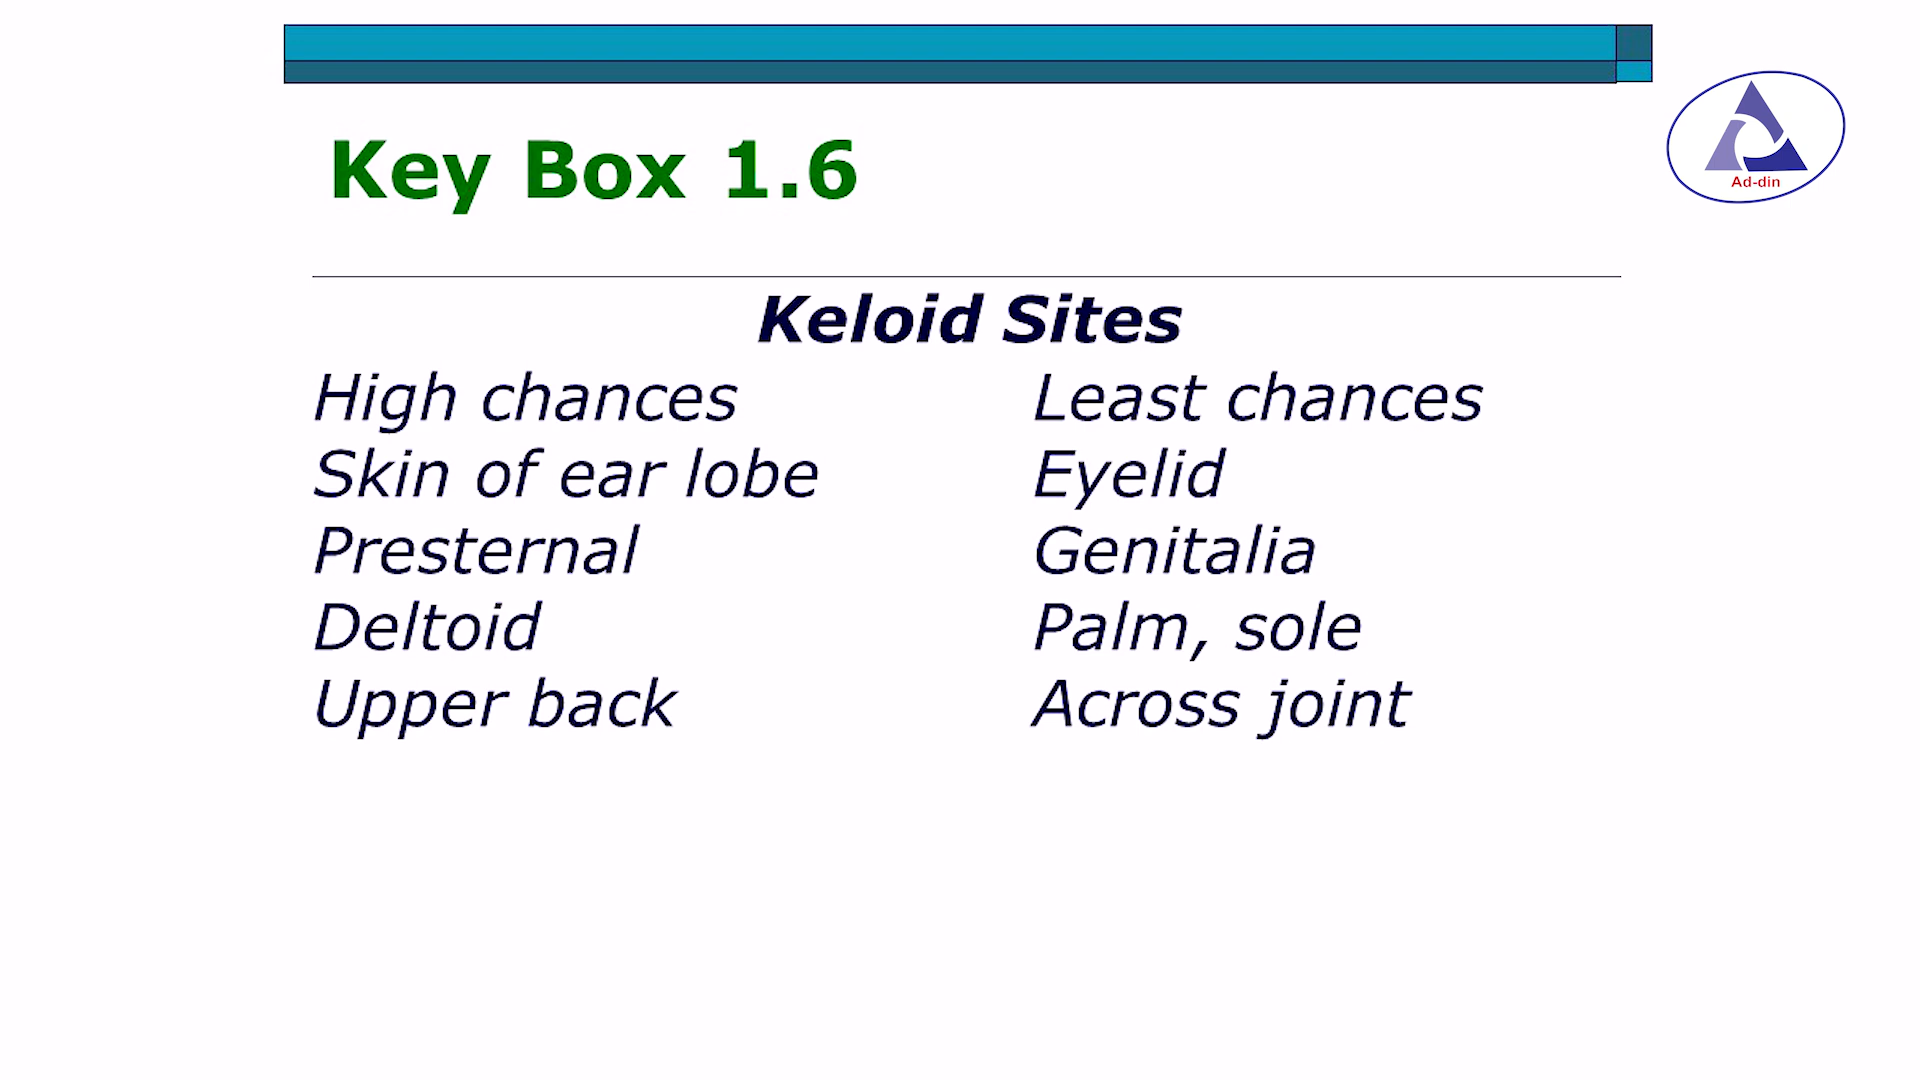 Key Box 1.6
Ad-din
Keloid Sites
High chances Least chances
Skin of ear lobe Eyelid
Presternal Genitalia
Deltoid Palm, sole
Upper back Across joint